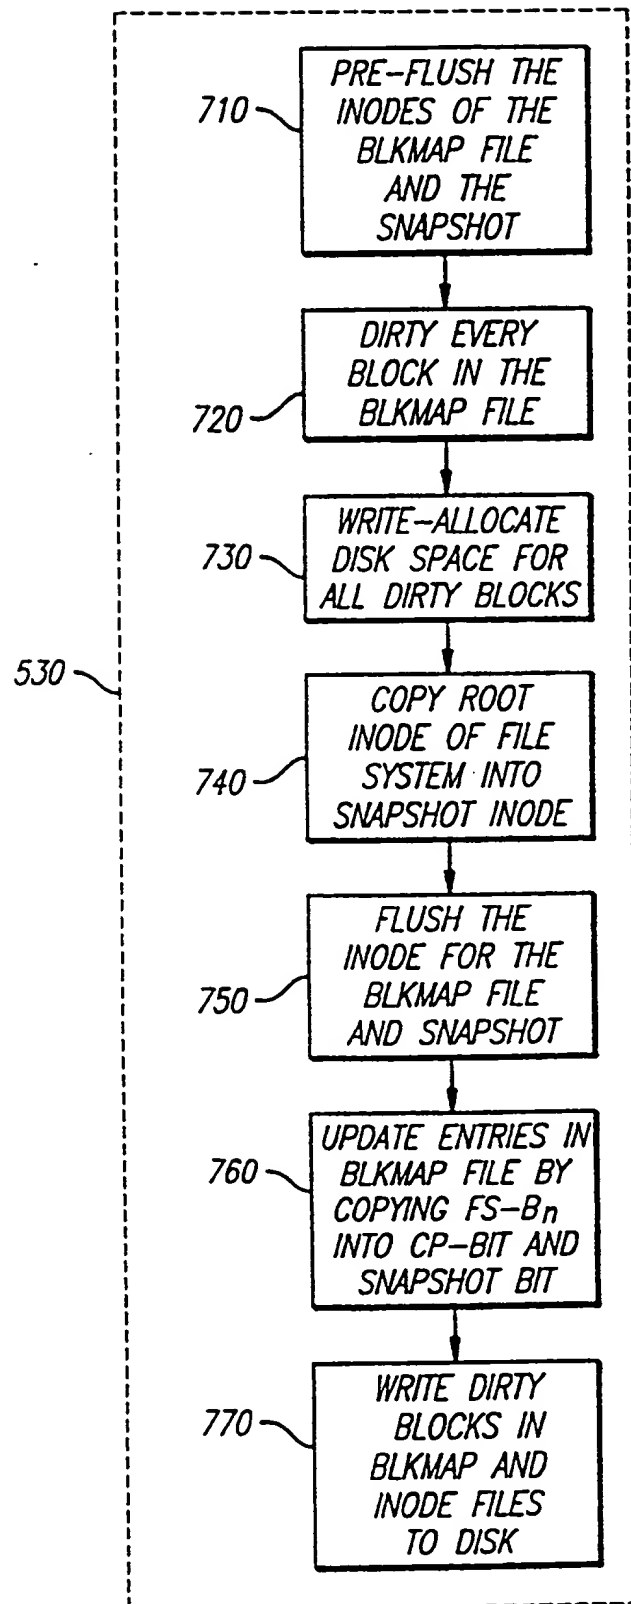 710
PRE-FLUSH THE
INODES OF THE
BLKMAP FILE
AND THE
SNAPSHOT
720
DIRTY EVERY
BLOCK IN THE
BLKMAP FILE
730
WRITE-ALLOCATE
DISK SPACE FOR
ALL DIRTY BLOCKS
530
740
COPY ROOT
INODE OF FILE
SYSTEM INTO
SNAPSHOT INODE
750
FLUSH THE
INODE FOR THE
BLKMAP FILE
AND SNAPSHOT
760
UPDATE ENTRIES IN
BLKMAP FILE BY
COPYING FS-Bn
INTO CP-BIT AND
SNAPSHOT BIT
770
WRITE DIRTY
BLOCKS IN
BLKMAP AND
INODE FILES
TO DISK